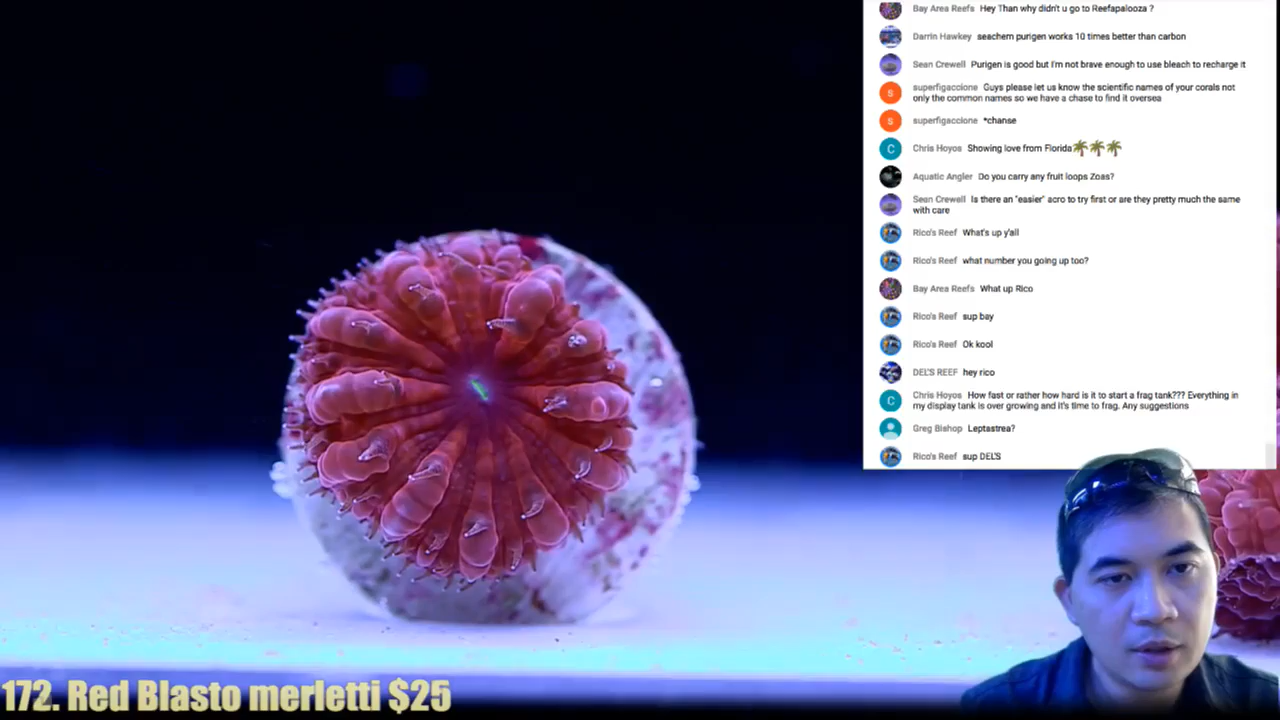 Bay Area Reefs Hey Than why didn't u go to Reefapalooza ?
Darrin Hawkey seachem purigen works 10 times better than carbon
Sean Crewell Purigen is good but I'm not brave enough to use bleach to recharge it
S superfigaccione Guys please let us know the scientific names of your corals not
only the common names so we have a chase to find it oversea
S superfigaccione *chanse
C Chris Hoyos Showing love from Florida🌴🌴🌴
Aquatic Angler Do you carry any fruit loops Zoas?
Sean Crewell Is there an "easier" acro to try first or are they pretty much the same
with care
Rico's Reef What's up y'all
Rico's Reef what number you going up too?
Bay Area Reefs What up Rico
Rico's Reef sup bay
Rico's Reef Ok kool
DEL'S REEF hey rico
C Chris Hoyos How fast or rather how hard is it to start a frag tank??? Everything in
my display tank is over growing and it's time to frag. Any suggestions
Greg Bishop Leptastrea?
Rico's Reef sup DEL'S
172. Red Blasto merletti $25